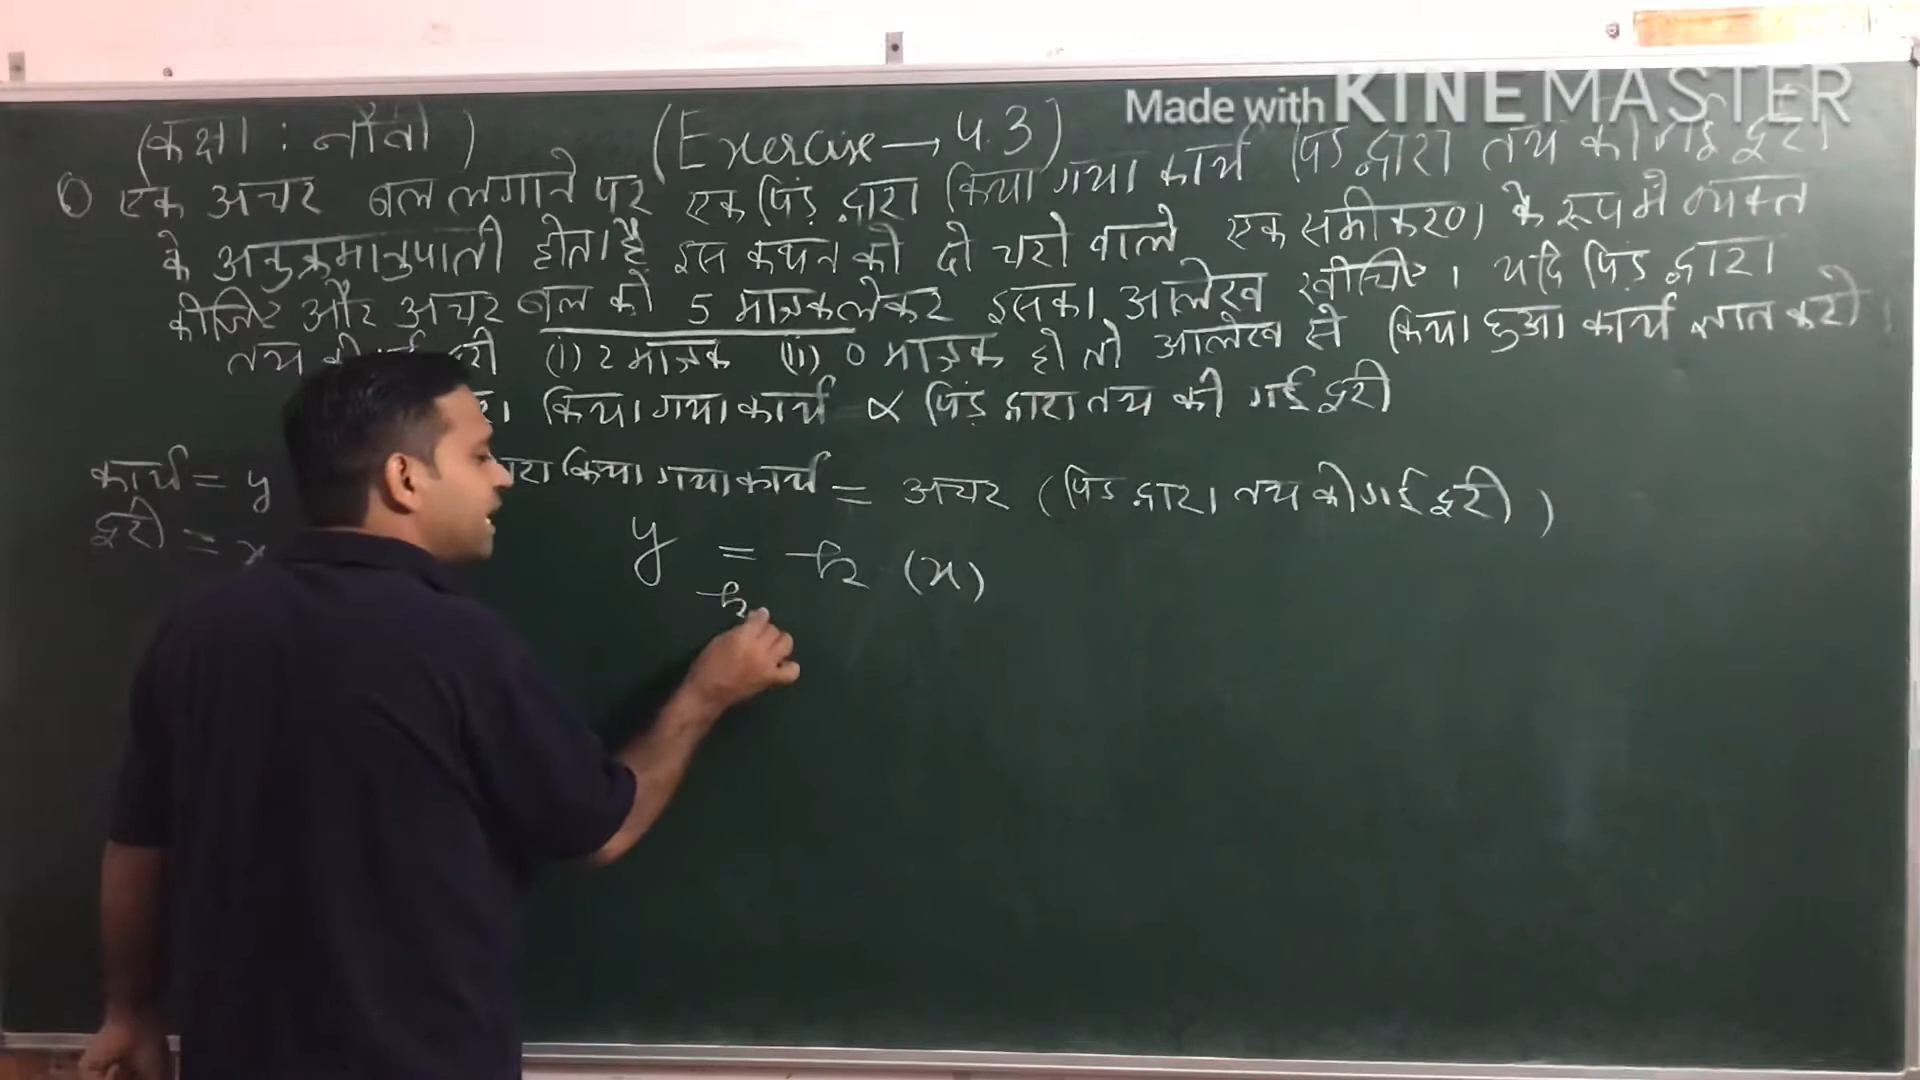 Made with KINEMASTER
(कक्षा : नौवीं) (Exercise → 4.3)
एक अचर बल लगाने पर एक पिंड द्वारा किया गया कार्य पिंड द्वारा तय की गई दूरी
के अनुक्रमानुपाती होता है इस कथन को दो चरो वाले एक समीकरण के रूप में व्यक्त
कीजिए और अचर बल को 5 मात्रक लेकर इसका आलेख खींचिए। यदि पिंड द्वारा
तय की गई दूरी (i) 2 मात्रक (ii) 0 मात्रक हो तो आलेख से किया हुआ कार्य ज्ञात करो
किया गया कार्य ∝ पिंड द्वारा तय की गई दूरी
कार्य = y किया गया कार्य = अचर (पिंड द्वारा तय की गई दूरी)
दूरी = x
y = k (x)
k